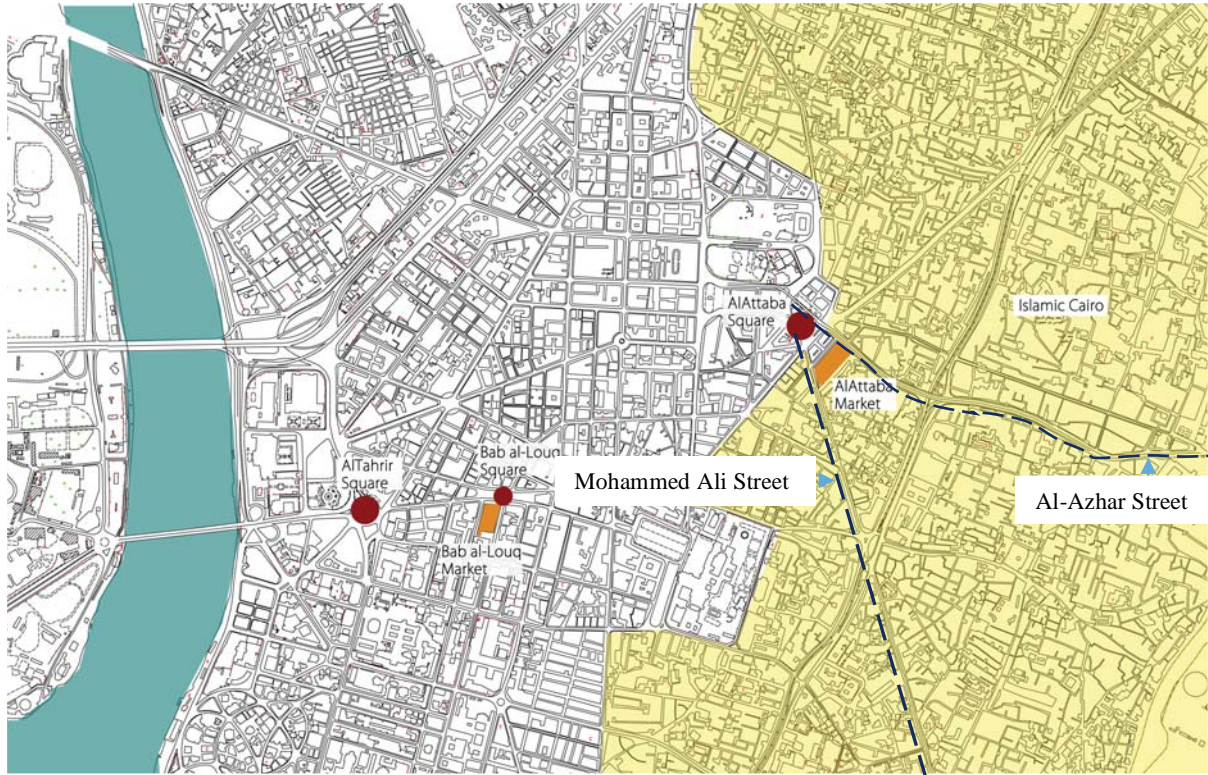 AlAttaba
Square
Islamic Cairo
AlAttaba
Market
Bab al-Louq
Square
AlTahrir
Square
Mohammed Ali Street
Al-Azhar Street
Bab al-Louq
Market